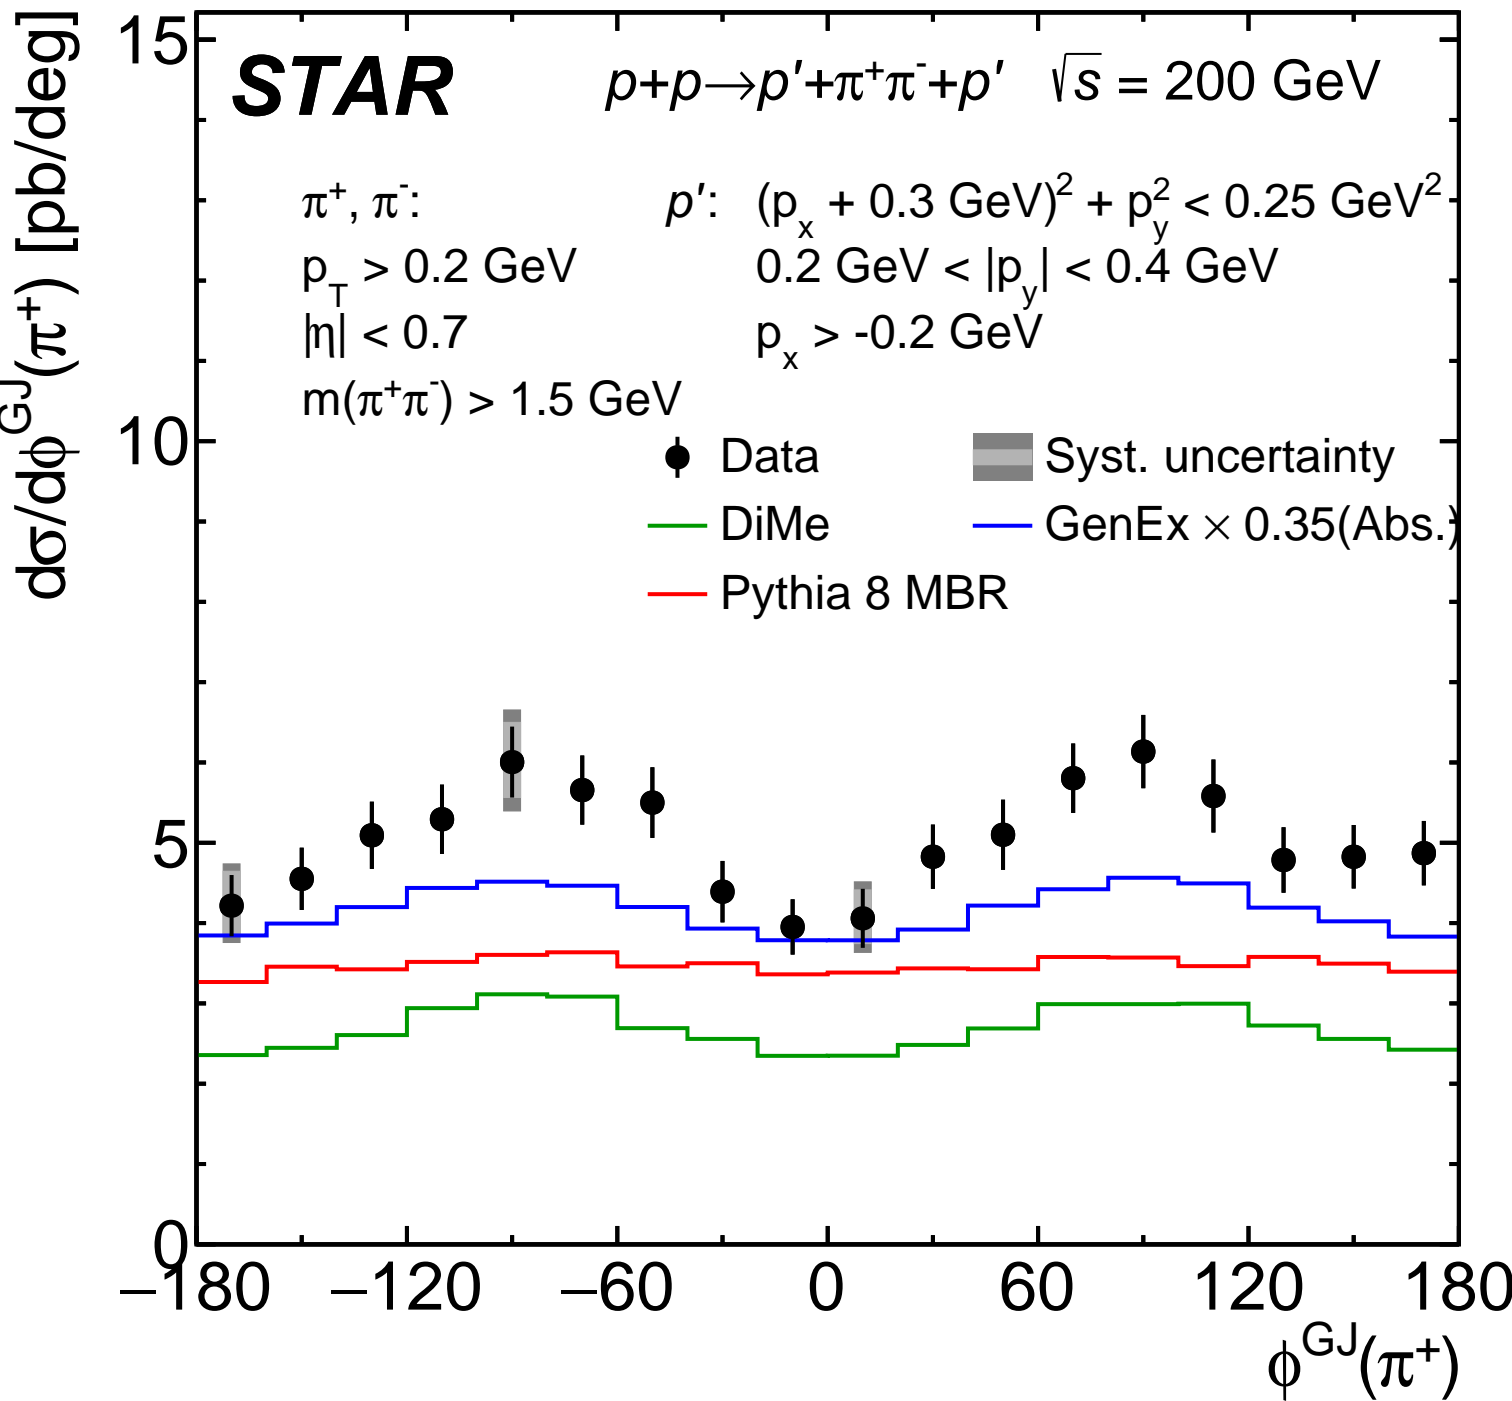 STAR p+p→p′+π⁺π⁻+p′ √s = 200 GeV
π⁺, π⁻: p′: (pₓ + 0.3 GeV)² + p_y² < 0.25 GeV²
p_T > 0.2 GeV 0.2 GeV < |p_y| < 0.4 GeV
|η| < 0.7 pₓ > -0.2 GeV
m(π⁺π⁻) > 1.5 GeV
Data Syst. uncertainty
DiMe GenEx × 0.35(Abs.)
Pythia 8 MBR
dσ/dϕ^GJ(π⁺) [pb/deg]
15
10
5
0
−180 −120 −60 0 60 120 180
ϕ^GJ(π⁺)